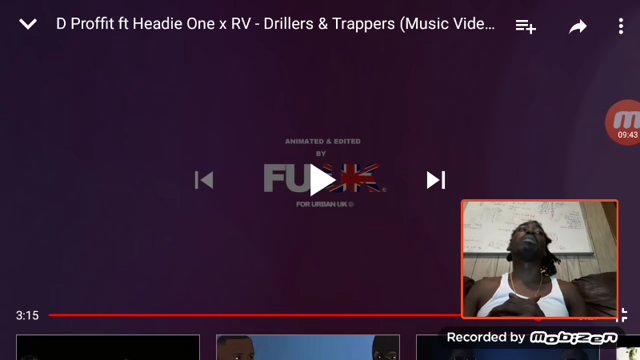 D Proffit ft Headie One x RV - Drillers & Trappers (Music Vide...
09:43
ANIMATED & EDITED
BY
FOR URBAN UK
3:15
Recorded by mobizen